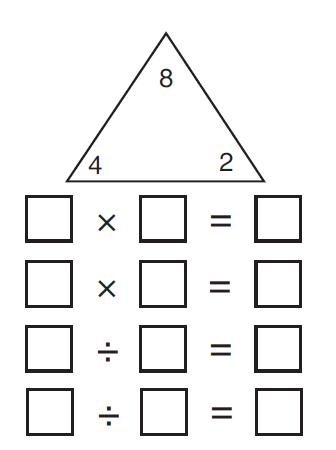 8
4 2
□ × □ = □
□ × □ = □
□ ÷ □ = □
□ ÷ □ = □